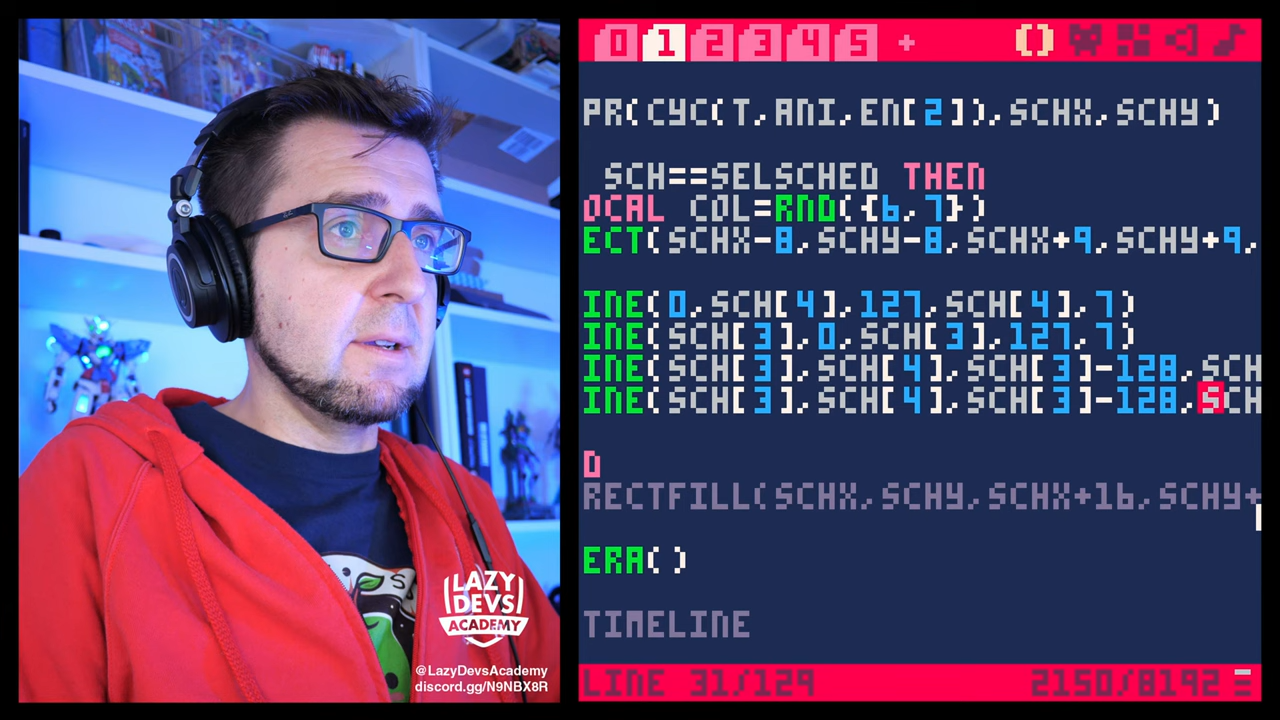 0 1 2 3 4 5 +
PR(CYC(T,ANI,EN[2]),SCHX,SCHY)
SCH==SELSCHED THEN
OCAL COL=RND({6,7})
ECT(SCHX-8,SCHY-8,SCHX+9,SCHY+9,
INE(0,SCH[4],127,SCH[4],7)
INE(SCH[3],0,SCH[3],127,7)
INE(SCH[3],SCH[4],SCH[3]-128,SCH
INE(SCH[3],SCH[4],SCH[3]-128,SCH
D
RECTFILL(SCHX,SCHY,SCHX+16,SCHY+
ERA()
TIMELINE
LINE 31/129 2150/8192
LAZY
DEVS
ACADEMY
@LazyDevsAcademy
discord.gg/N9NBX8R